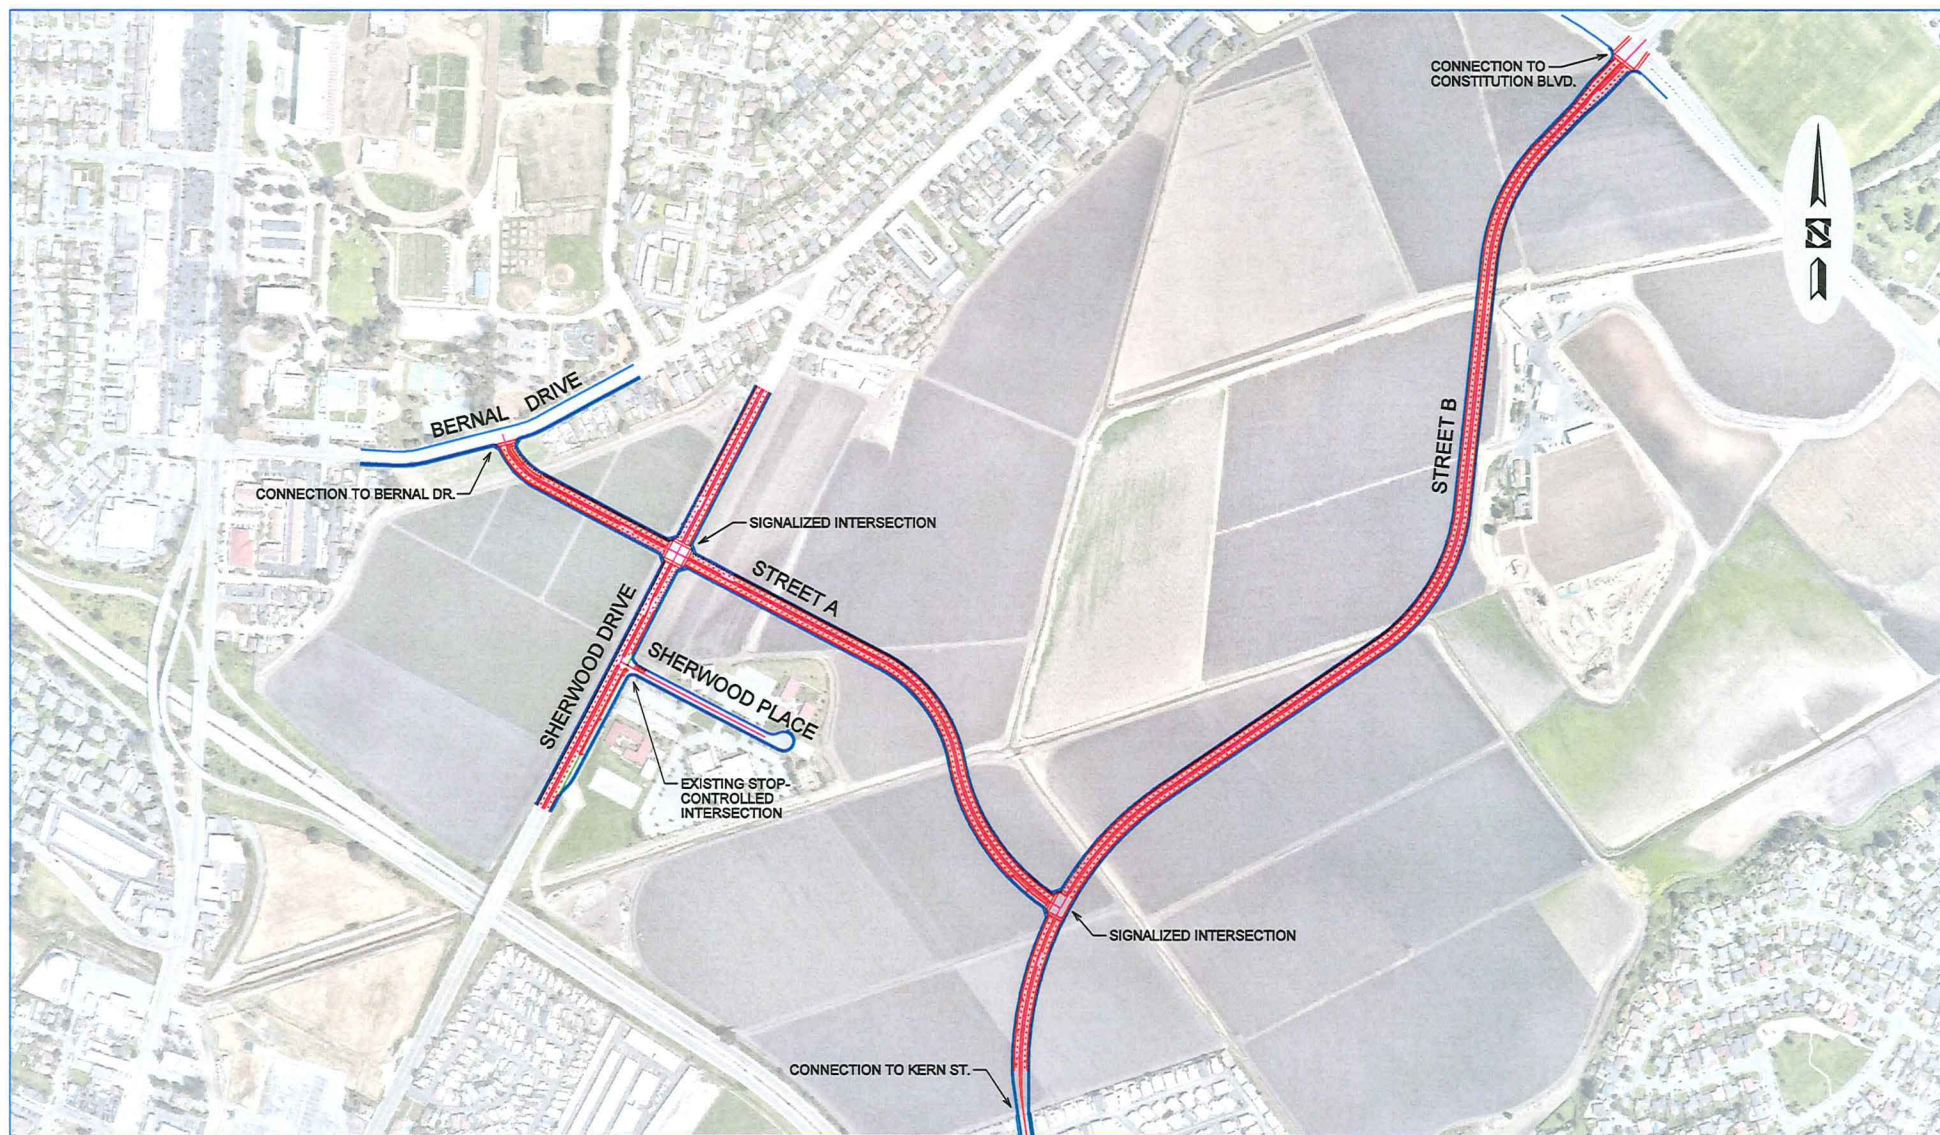 CONNECTION TO
CONSTITUTION BLVD.
BERNAL DRIVE
CONNECTION TO BERNAL DR.
SIGNALIZED INTERSECTION
STREET B
STREET A
SHERWOOD DRIVE
SHERWOOD PLACE
EXISTING STOP-
CONTROLLED
INTERSECTION
SIGNALIZED INTERSECTION
CONNECTION TO KERN ST.